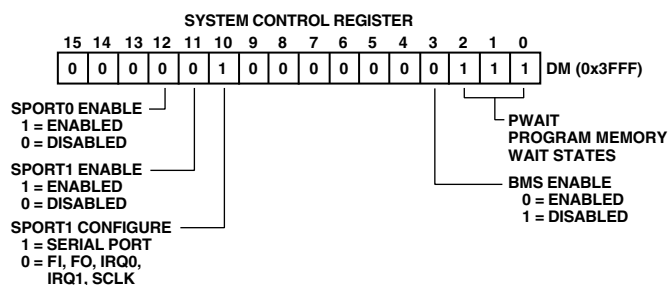 SYSTEM CONTROL REGISTER
15 14 13 12 11 10 9 8 7 6 5 4 3 2 1 0
0 0 0 0 0 1 0 0 0 0 0 0 0 1 1 1 DM (0x3FFF)
SPORT0 ENABLE
1 = ENABLED
0 = DISABLED
SPORT1 ENABLE
1 = ENABLED
0 = DISABLED
SPORT1 CONFIGURE
1 = SERIAL PORT
0 = FI, FO, IRQ0,
IRQ1, SCLK
PWAIT
PROGRAM MEMORY
WAIT STATES
BMS ENABLE
0 = ENABLED
1 = DISABLED